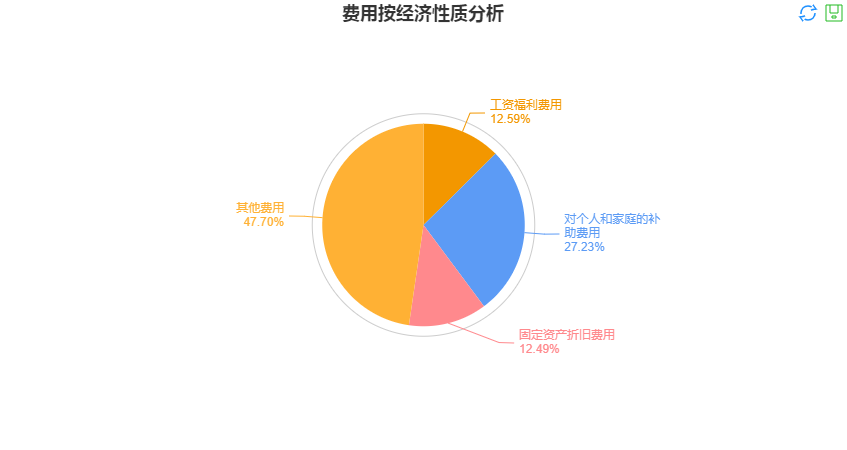 费用按经济性质分析
工资福利费用
12.59%
其他费用
47.70%
对个人和家庭的补
助费用
27.23%
固定资产折旧费用
12.49%